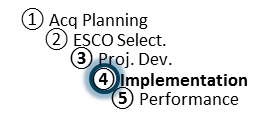 ① Acq Planning
② ESCO Select.
③ Proj. Dev.
④ Implementation
⑤ Performance